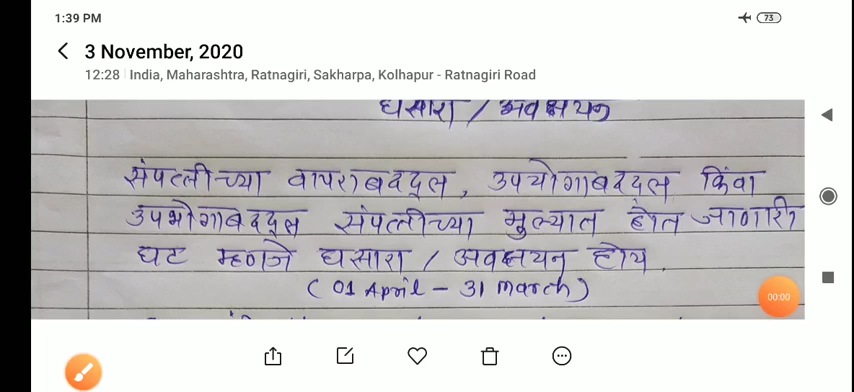 1:39 PM
73
3 November, 2020
12:28 India, Maharashtra, Ratnagiri, Sakharpa, Kolhapur - Ratnagiri Road
घसारा / अवक्षयन
संपत्तीच्या वापराबद्दल, उपयोगाबद्दल किंवा
उपभोगाबद्दल संपत्तीच्या मुल्यात होत जाणारी
घट म्हणजे घसारा / अवक्षयन होय.
(01 April - 31 March)
00:00